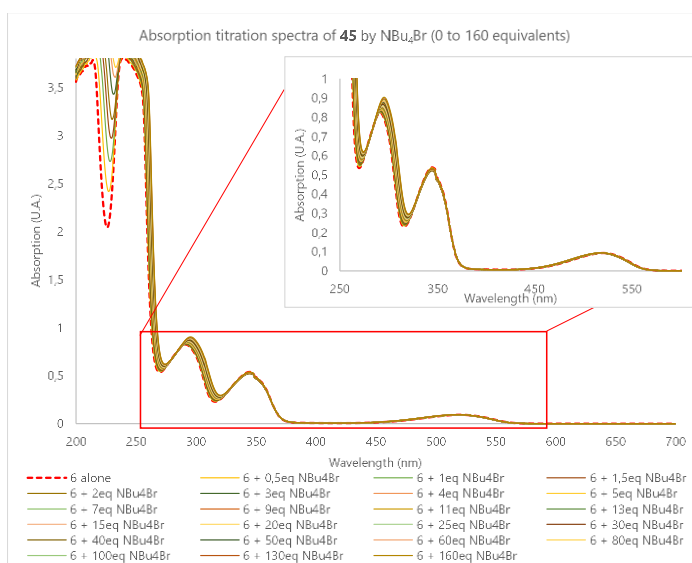 Absorption titration spectra of 45 by NBu₄Br (0 to 160 equivalents)
Absorption (U.A.)
3,5
3
2,5
2
1,5
1
0,5
0
200 250 300 350 400 450 500 550 600 650 700
Wavelength (nm)
Absorption (U.A.)
1
0,9
0,8
0,7
0,6
0,5
0,4
0,3
0,2
0,1
0
250 350 450 550
Wavelength (nm)
6 alone 6 + 0,5eq NBu4Br 6 + 1eq NBu4Br 6 + 1,5eq NBu4Br
6 + 2eq NBu4Br 6 + 3eq NBu4Br 6 + 4eq NBu4Br 6 + 5eq NBu4Br
6 + 7eq NBu4Br 6 + 9eq NBu4Br 6 + 11eq NBu4Br 6 + 13eq NBu4Br
6 + 15eq NBu4Br 6 + 20eq NBu4Br 6 + 25eq NBu4Br 6 + 30eq NBu4Br
6 + 40eq NBu4Br 6 + 50eq NBu4Br 6 + 60eq NBu4Br 6 + 80eq NBu4Br
6 + 100eq NBu4Br 6 + 130eq NBu4Br 6 + 160eq NBu4Br